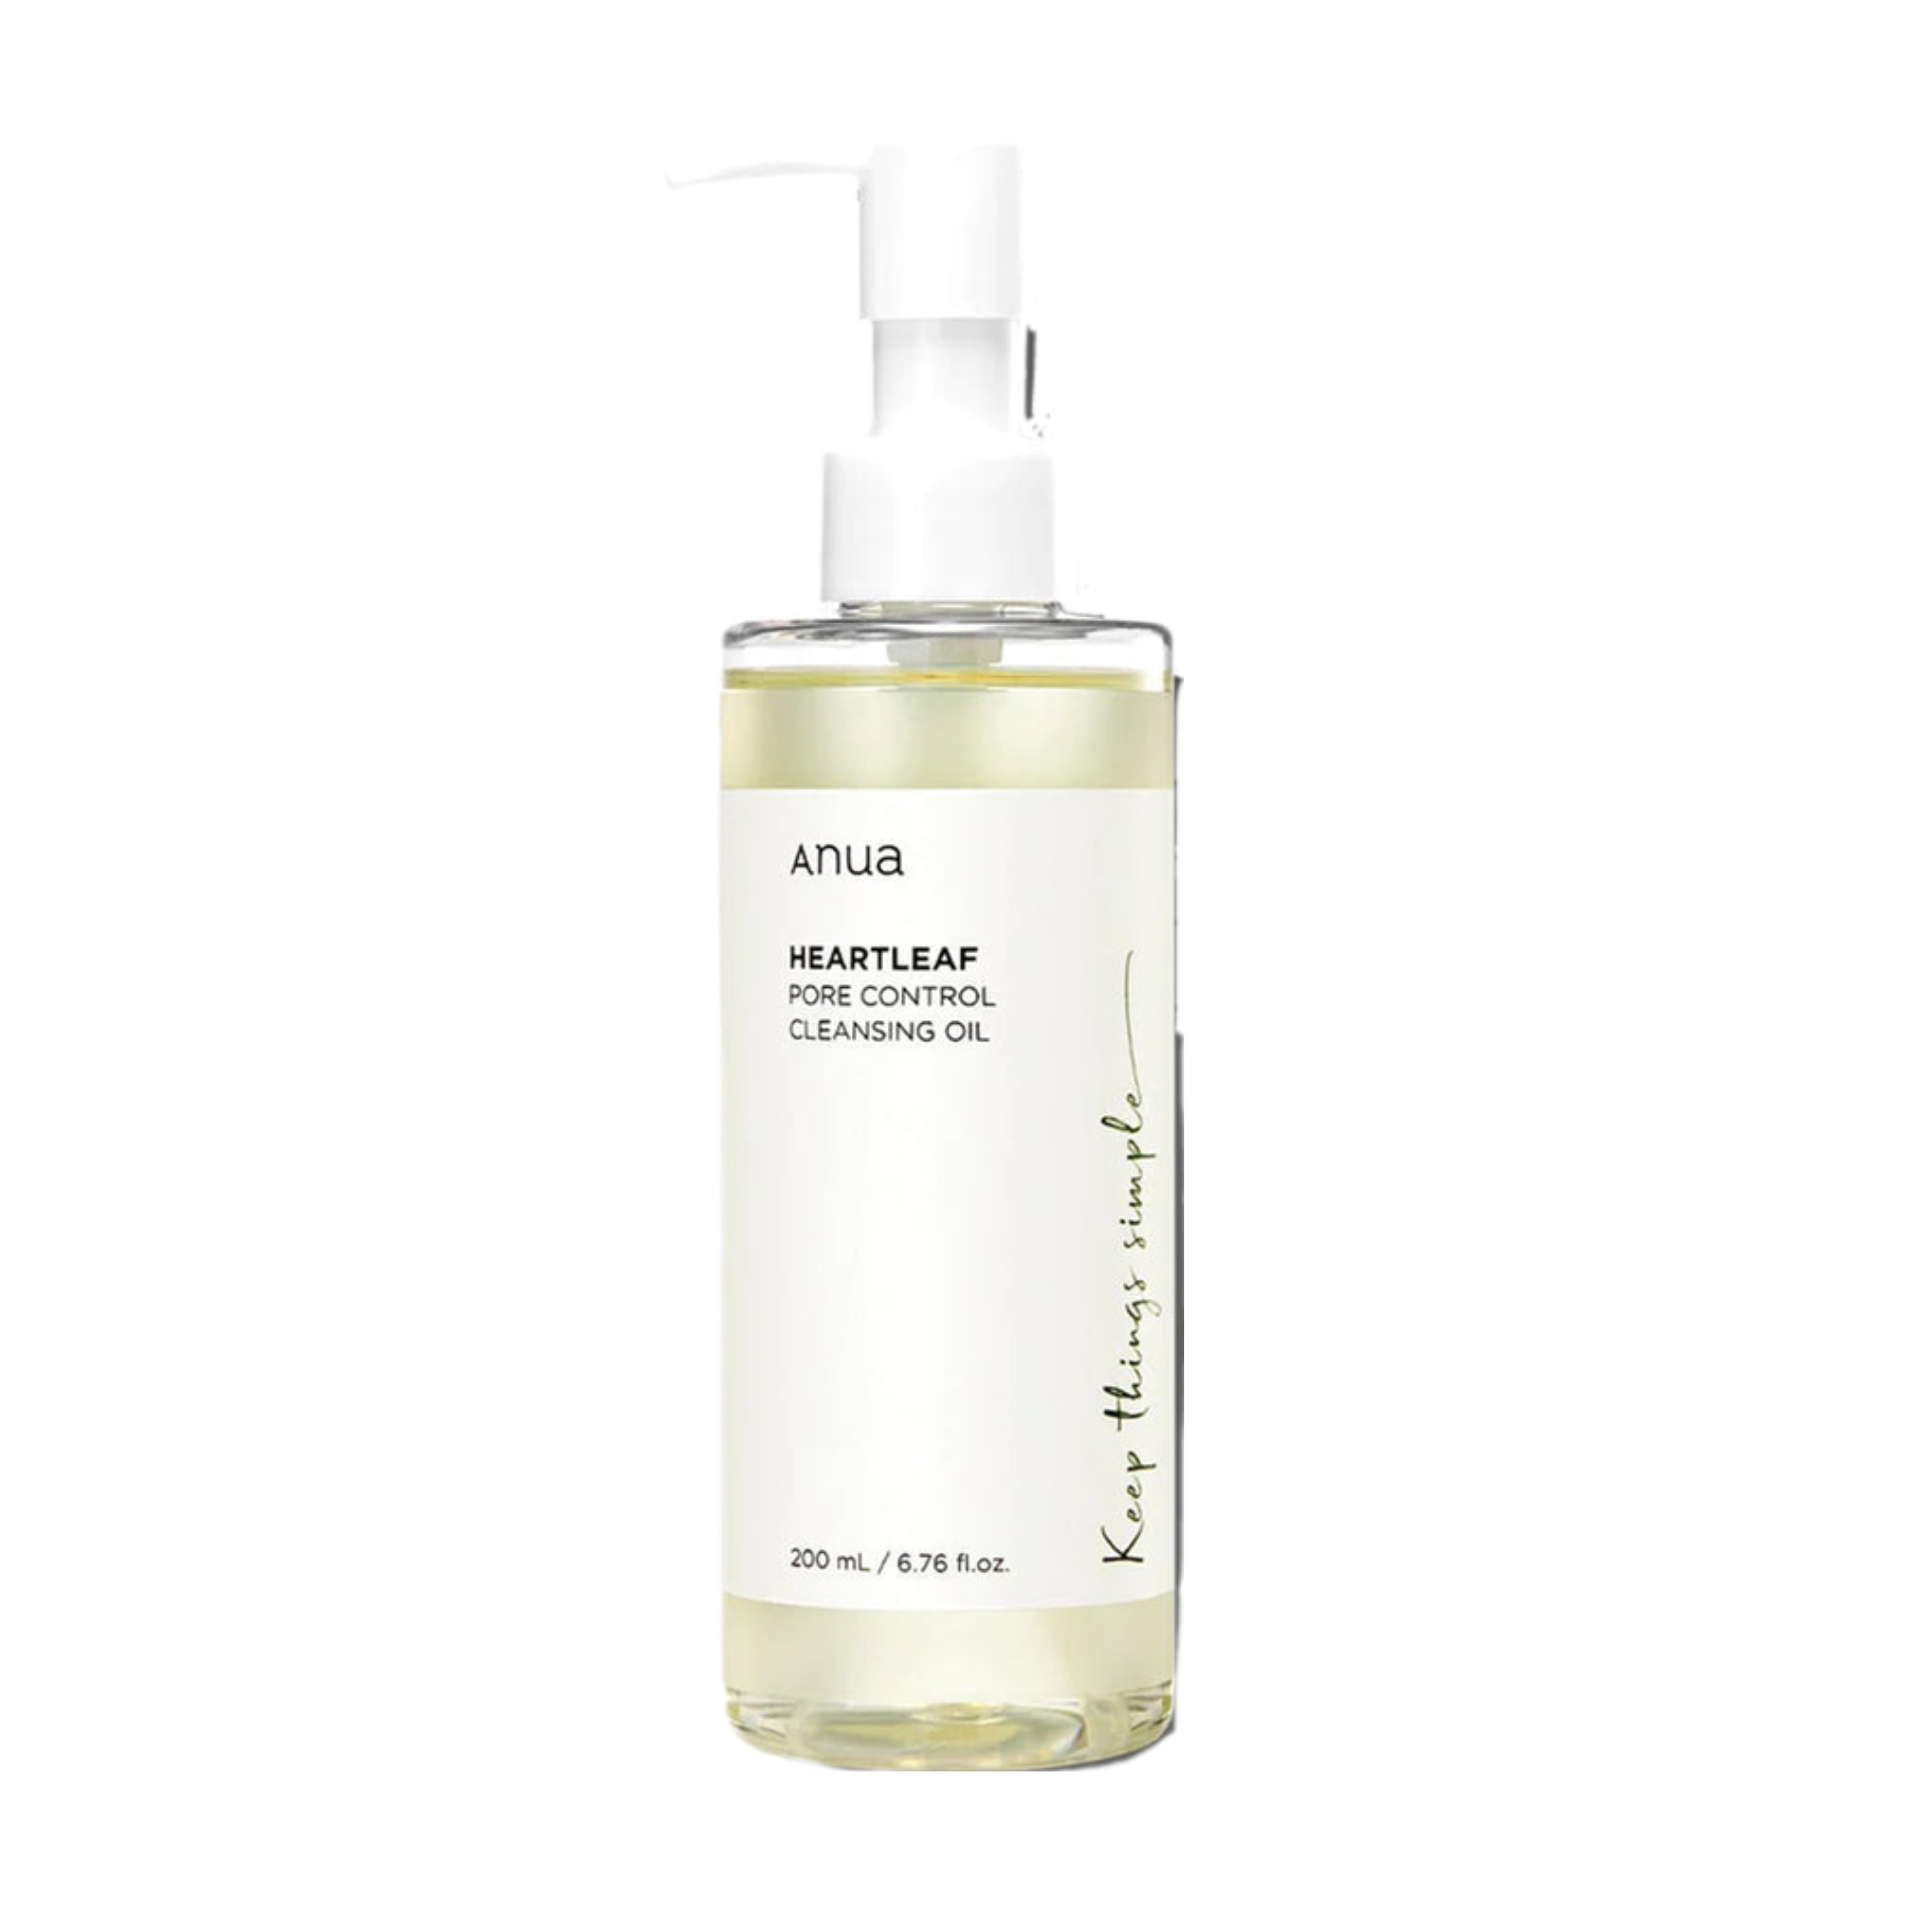 Anua
HEARTLEAF
PORE CONTROL
CLEANSING OIL
Keep things simple
200 mL / 6.76 fl.oz.